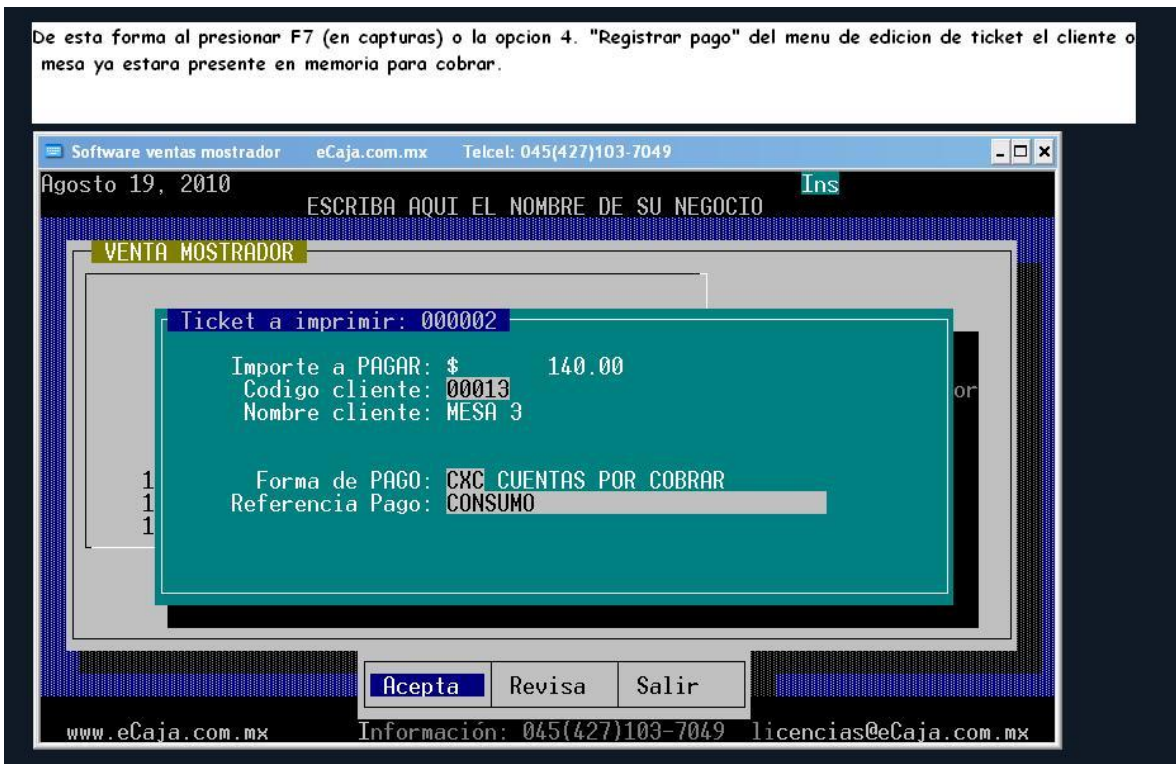 De esta forma al presionar F7 (en capturas) o la opcion 4. "Registrar pago" del menu de edicion de ticket el cliente o
mesa ya estara presente en memoria para cobrar.
Software ventas mostrador eCaja.com.mx Telcel: 045(427)103-7049
Agosto 19, 2010 Ins
ESCRIBA AQUI EL NOMBRE DE SU NEGOCIO
VENTA MOSTRADOR
Ticket a imprimir: 000002
Importe a PAGAR: $ 140.00
Codigo cliente: 00013
or
Nombre cliente: MESA 3
1 Forma de PAGO: CXC CUENTAS POR COBRAR
1 Referencia Pago: CONSUMO
1
Acepta Revisa Salir
www.eCaja.com.mx Información: 045(427)103-7049 licencias@eCaja.com.mx